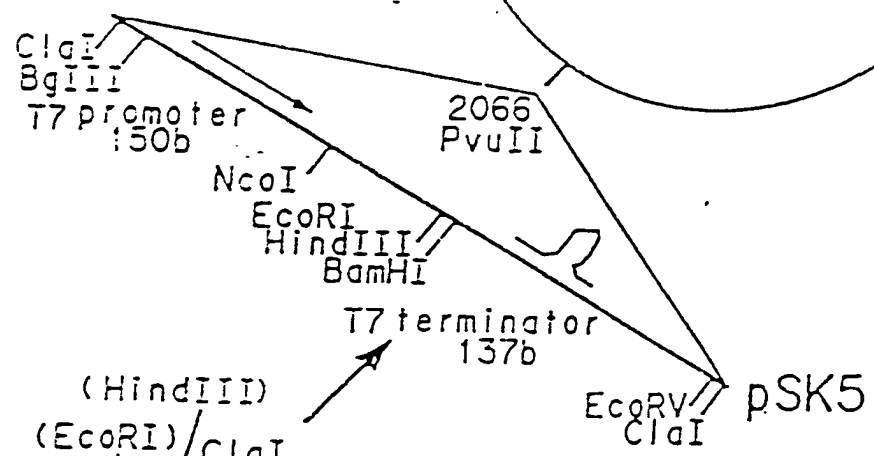 ClaI
BglII
T7 promoter
150b
2066
PvuII
NcoI
EcoRI
HindIII
BamHI
T7 terminator
137b
(HindIII)
(EcoRI)/ClaI
EcoRV
ClaI
pSK5